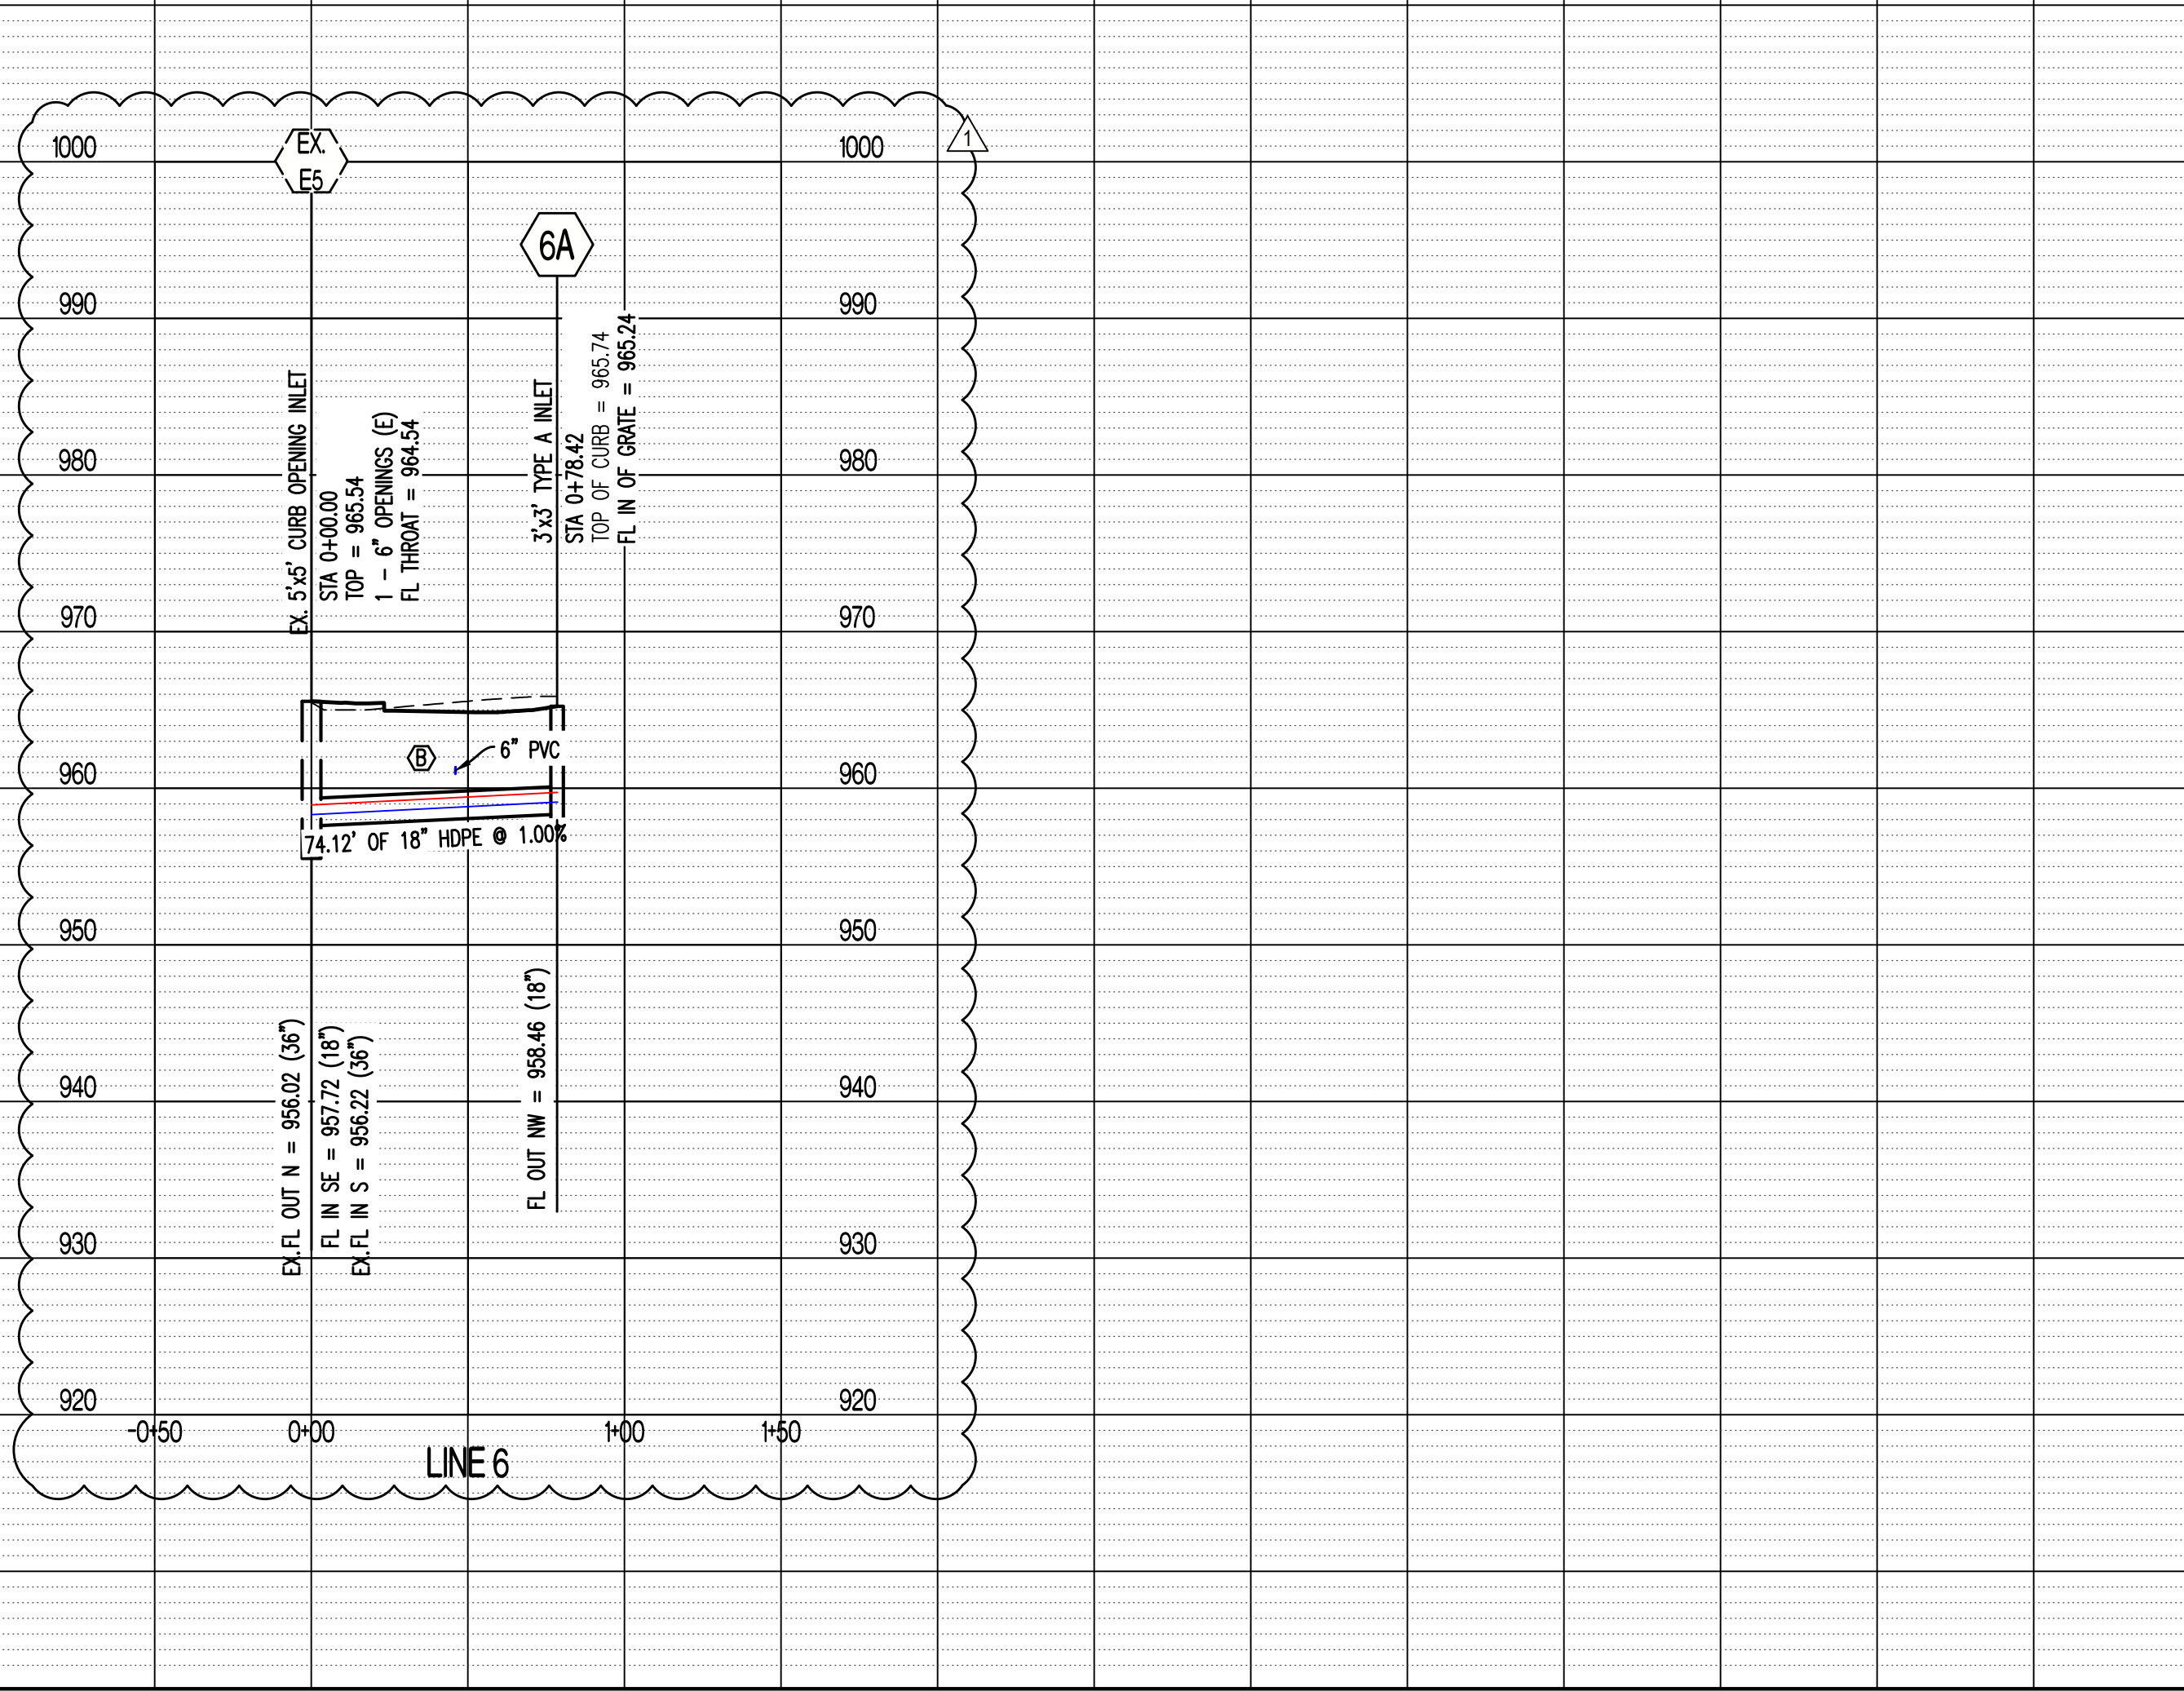 1000
1000
EX.
E5
1
6A
990
990
EX. 5'x5' CURB OPENING INLET
STA 0+00.00
TOP = 965.54
1 - 6" OPENINGS (E)
FL THROAT = 964.54
3'x3' TYPE A INLET
STA 0+78.42
TOP OF CURB = 965.74
FL IN OF GRATE = 965.24
980
980
970
970
B
6" PVC
960
960
74.12' OF 18" HDPE @ 1.00%
950
950
EX.FL OUT N = 956.02 (36")
FL IN SE = 957.72 (18")
EX.FL IN S = 956.22 (36")
FL OUT NW = 958.46 (18")
940
940
930
930
920
920
-0+50
0+00
1+00
1+50
LINE 6